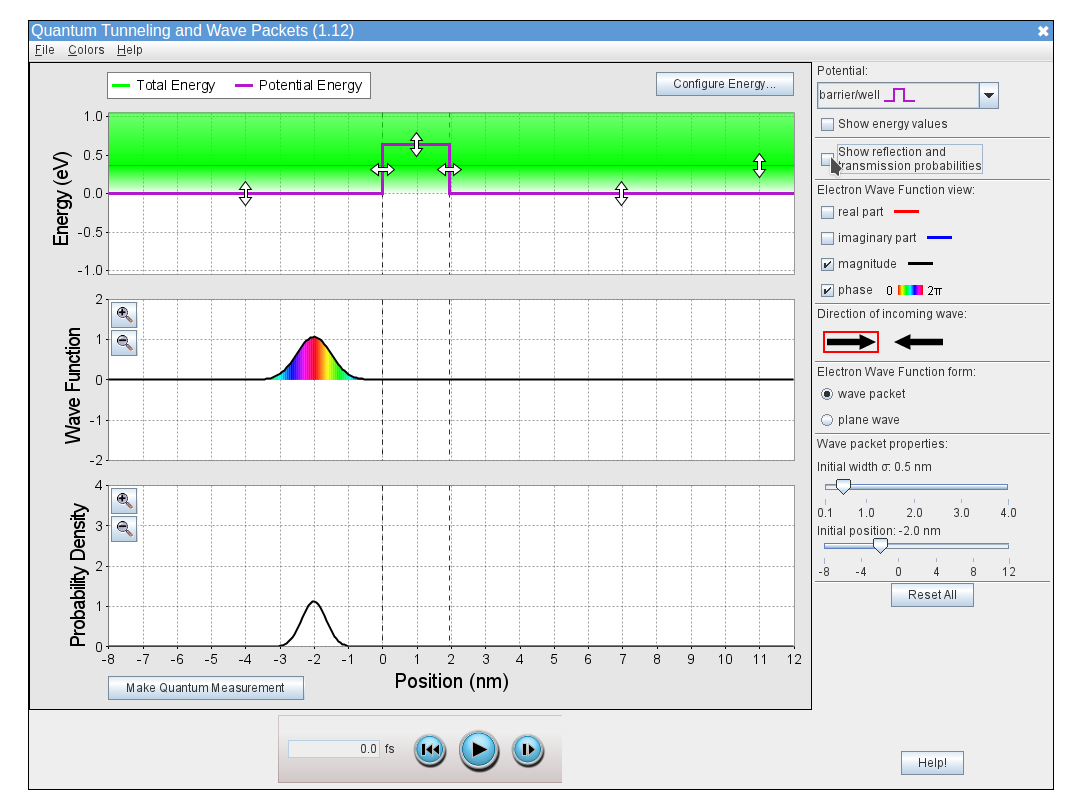 Quantum Tunneling and Wave Packets (1.12)
File Colors Help
Total Energy Potential Energy
Configure Energy...
Energy (eV)
1.0
0.5
0.0
-0.5
-1.0
Wave Function
2
1
0
-1
-2
Probability Density
4
3
2
1
0
-8 -7 -6 -5 -4 -3 -2 -1 0 1 2 3 4 5 6 7 8 9 10 11 12
Position (nm)
Make Quantum Measurement
0.0 fs
Potential:
barrier/well
Show energy values
Show reflection and
transmission probabilities
Electron Wave Function view:
real part
imaginary part
magnitude
phase 0 2π
Direction of incoming wave:
Electron Wave Function form:
wave packet
plane wave
Wave packet properties:
Initial width σ: 0.5 nm
0.1 1.0 2.0 3.0 4.0
Initial position: -2.0 nm
-8 -4 0 4 8 12
Reset All
Help!